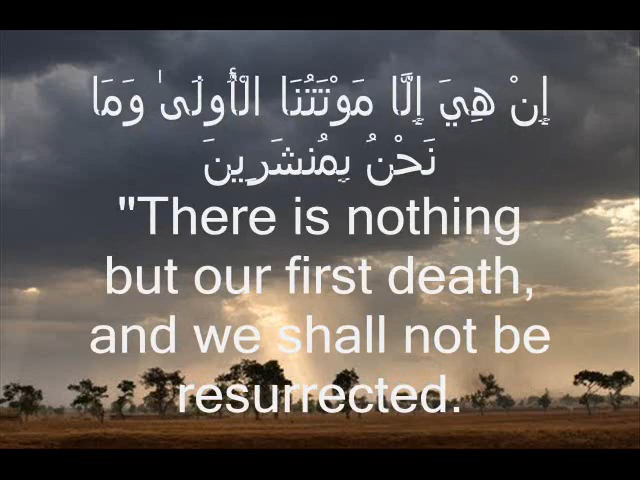 إِنْ هِيَ إِلَّا مَوْتَتُنَا الْأُولَىٰ وَمَا
نَحْنُ بِمُنشَرِينَ
"There is nothing
but our first death,
and we shall not be
resurrected.